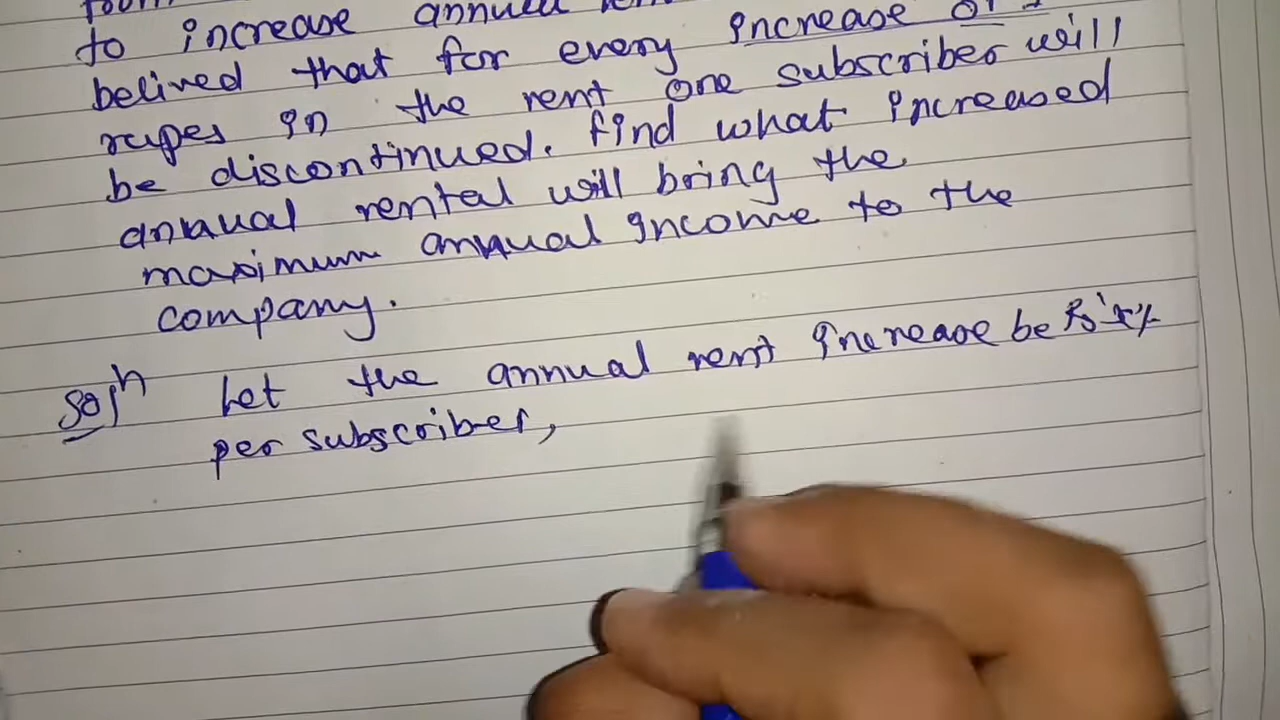 to increase annual
belived that for every increase of
rupes in the rent one subscriber will
be discontinued. find what increased
annual rental will bring the
maximum annual income to the
company.
Soln Let the annual rent increase be Rs 'x'/-
per subscriber,